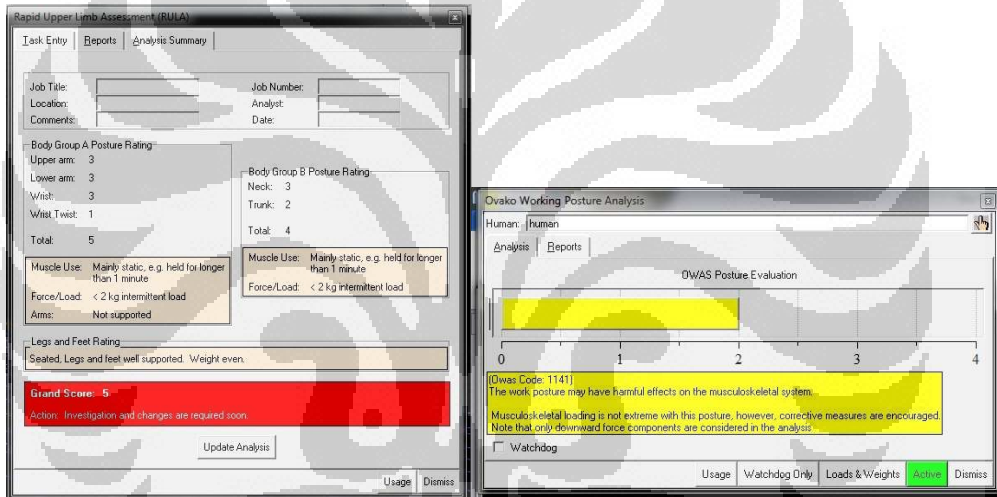 Rapid Upper Limb Assessment (RULA)
Task Entry Reports Analysis Summary
Job Title: Job Number:
Location: Analyst:
Comments: Date:
Body Group A Posture Rating
Upper arm: 3
Lower arm: 3
Wrist: 3
Wrist Twist: 1
Total: 5
Muscle Use: Mainly static, e.g. held for longer
than 1 minute
Force/Load: < 2 kg intermittent load
Arms: Not supported
Body Group B Posture Rating
Neck: 3
Trunk: 2
Total: 4
Muscle Use: Mainly static, e.g. held for longer
than 1 minute
Force/Load: < 2 kg intermittent load
Legs and Feet Rating
Seated, Legs and feet well supported. Weight even.
Grand Score: 5
Action: Investigation and changes are required soon.
Update Analysis
Usage Dismiss
Ovako Working Posture Analysis
Human: human
Analysis Reports
OWAS Posture Evaluation
0 1 2 3 4
(Owas Code: 1141)
The work posture may have harmful effects on the musculoskeletal system.
Musculoskeletal loading is not extreme with this posture, however, corrective measures are encouraged.
Note that only downward force components are considered in the analysis.
Watchdog
Usage Watchdog Only Loads & Weights Active Dismiss